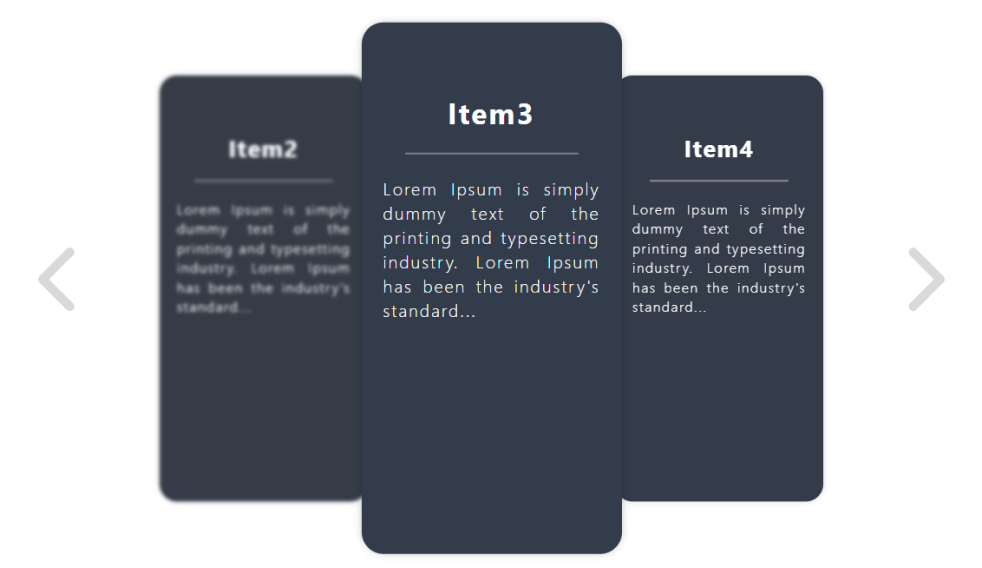 Item2
Lorem Ipsum is simply
dummy text of the
printing and typesetting
industry. Lorem Ipsum
has been the industry's
standard...
Item3
Lorem Ipsum is simply
dummy text of the
printing and typesetting
industry. Lorem Ipsum
has been the industry's
standard...
Item4
Lorem Ipsum is simply
dummy text of the
printing and typesetting
industry. Lorem Ipsum
has been the industry's
standard...